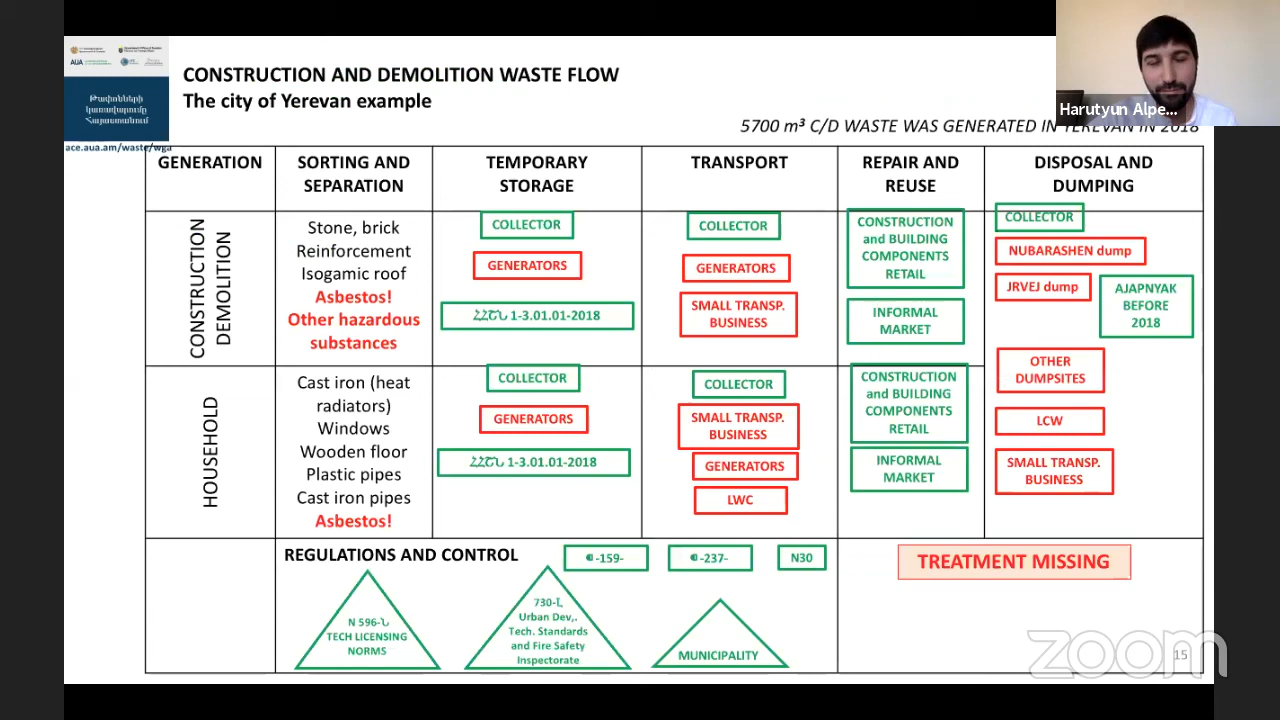 AUA
Թափոնների
կառավարումը
Հայաստանում
ace.aua.am/waste/wga
CONSTRUCTION AND DEMOLITION WASTE FLOW
The city of Yerevan example
Harutyun Alpe...
5700 m³ C/D WASTE WAS GENERATED IN YEREVAN IN 2018
GENERATION
SORTING AND
SEPARATION
TEMPORARY
STORAGE
TRANSPORT
REPAIR AND
REUSE
DISPOSAL AND
DUMPING
CONSTRUCTION
DEMOLITION
Stone, brick
Reinforcement
Isogamic roof
Asbestos!
Other hazardous
substances
COLLECTOR
GENERATORS
ՀՀՇՆ 1-3.01.01-2018
COLLECTOR
GENERATORS
SMALL TRANSP.
BUSINESS
CONSTRUCTION
and BUILDING
COMPONENTS
RETAIL
INFORMAL
MARKET
COLLECTOR
NUBARASHEN dump
JRVEJ dump
AJAPNYAK
BEFORE
2018
OTHER
DUMPSITES
LCW
SMALL TRANSP.
BUSINESS
HOUSEHOLD
Cast iron (heat
radiators)
Windows
Wooden floor
Plastic pipes
Cast iron pipes
Asbestos!
COLLECTOR
GENERATORS
ՀՀՇՆ 1-3.01.01-2018
COLLECTOR
SMALL TRANSP.
BUSINESS
GENERATORS
LWC
CONSTRUCTION
and BUILDING
COMPONENTS
RETAIL
INFORMAL
MARKET
REGULATIONS AND CONTROL
-159-
-237-
N30
TREATMENT MISSING
N 596-Ն
TECH LICENSING
NORMS
730-Լ
Urban Dev,.
Tech. Standards
and Fire Safety
Inspectorate
MUNICIPALITY
zoom
15